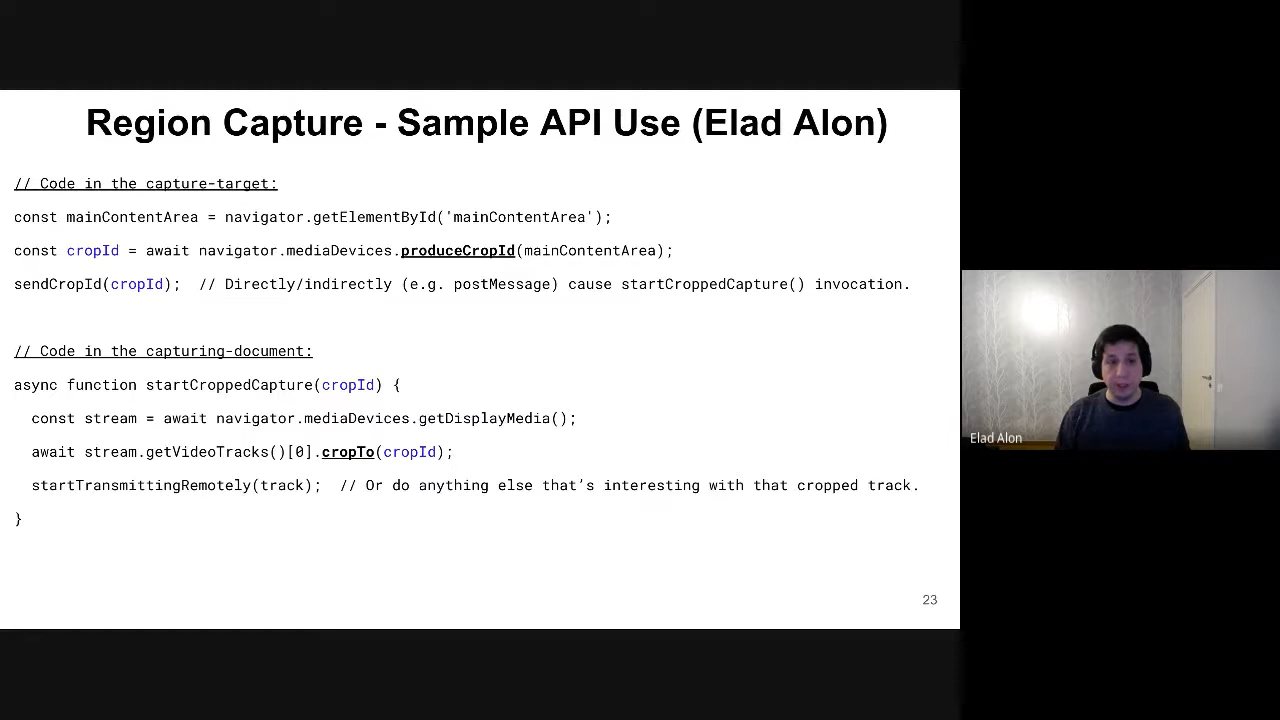 Region Capture - Sample API Use (Elad Alon)
// Code in the capture-target:
const mainContentArea = navigator.getElementById('mainContentArea');
const cropId = await navigator.mediaDevices.produceCropId(mainContentArea);
sendCropId(cropId);  // Directly/indirectly (e.g. postMessage) cause startCroppedCapture() invocation.
// Code in the capturing-document:
async function startCroppedCapture(cropId) {
  const stream = await navigator.mediaDevices.getDisplayMedia();
  await stream.getVideoTracks()[0].cropTo(cropId);
  startTransmittingRemotely(track);  // Or do anything else that’s interesting with that cropped track.
}
23
Elad Alon